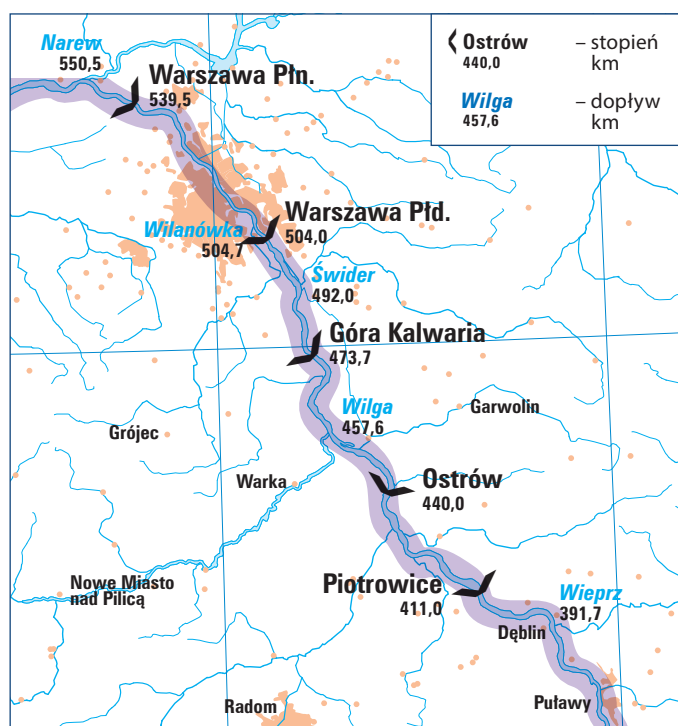 Narew
550,5
Warszawa Płn.
539,5
Ostrów – stopień
440,0 km
Wilga – dopływ
457,6 km
Wilanówka
504,7
Warszawa Płd.
504,0
Świder
492,0
Góra Kalwaria
473,7
Wilga
457,6
Garwolin
Grójec
Warka
Ostrów
440,0
Nowe Miasto
nad Pilicą
Piotrowice
411,0
Wieprz
391,7
Dęblin
Radom
Puławy